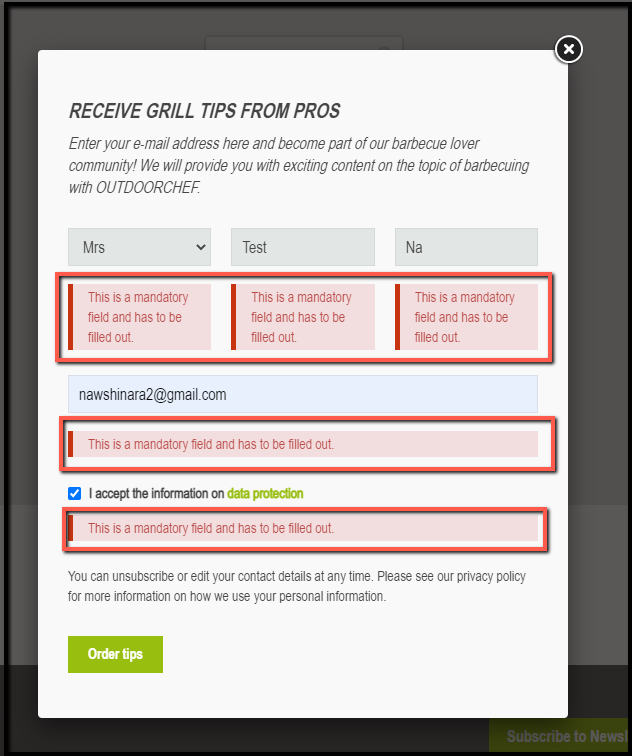 RECEIVE GRILL TIPS FROM PROS
Enter your e-mail address here and become part of our barbecue lover
community! We will provide you with exciting content on the topic of barbecuing
with OUTDOORCHEF.
Mrs Test Na
This is a mandatory
field and has to be
filled out.
This is a mandatory
field and has to be
filled out.
This is a mandatory
field and has to be
filled out.
nawshinara2@gmail.com
This is a mandatory field and has to be filled out.
I accept the information on data protection
This is a mandatory field and has to be filled out.
You can unsubscribe or edit your contact details at any time. Please see our privacy policy
for more information on how we use your personal information.
Order tips
Subscribe to Newsl